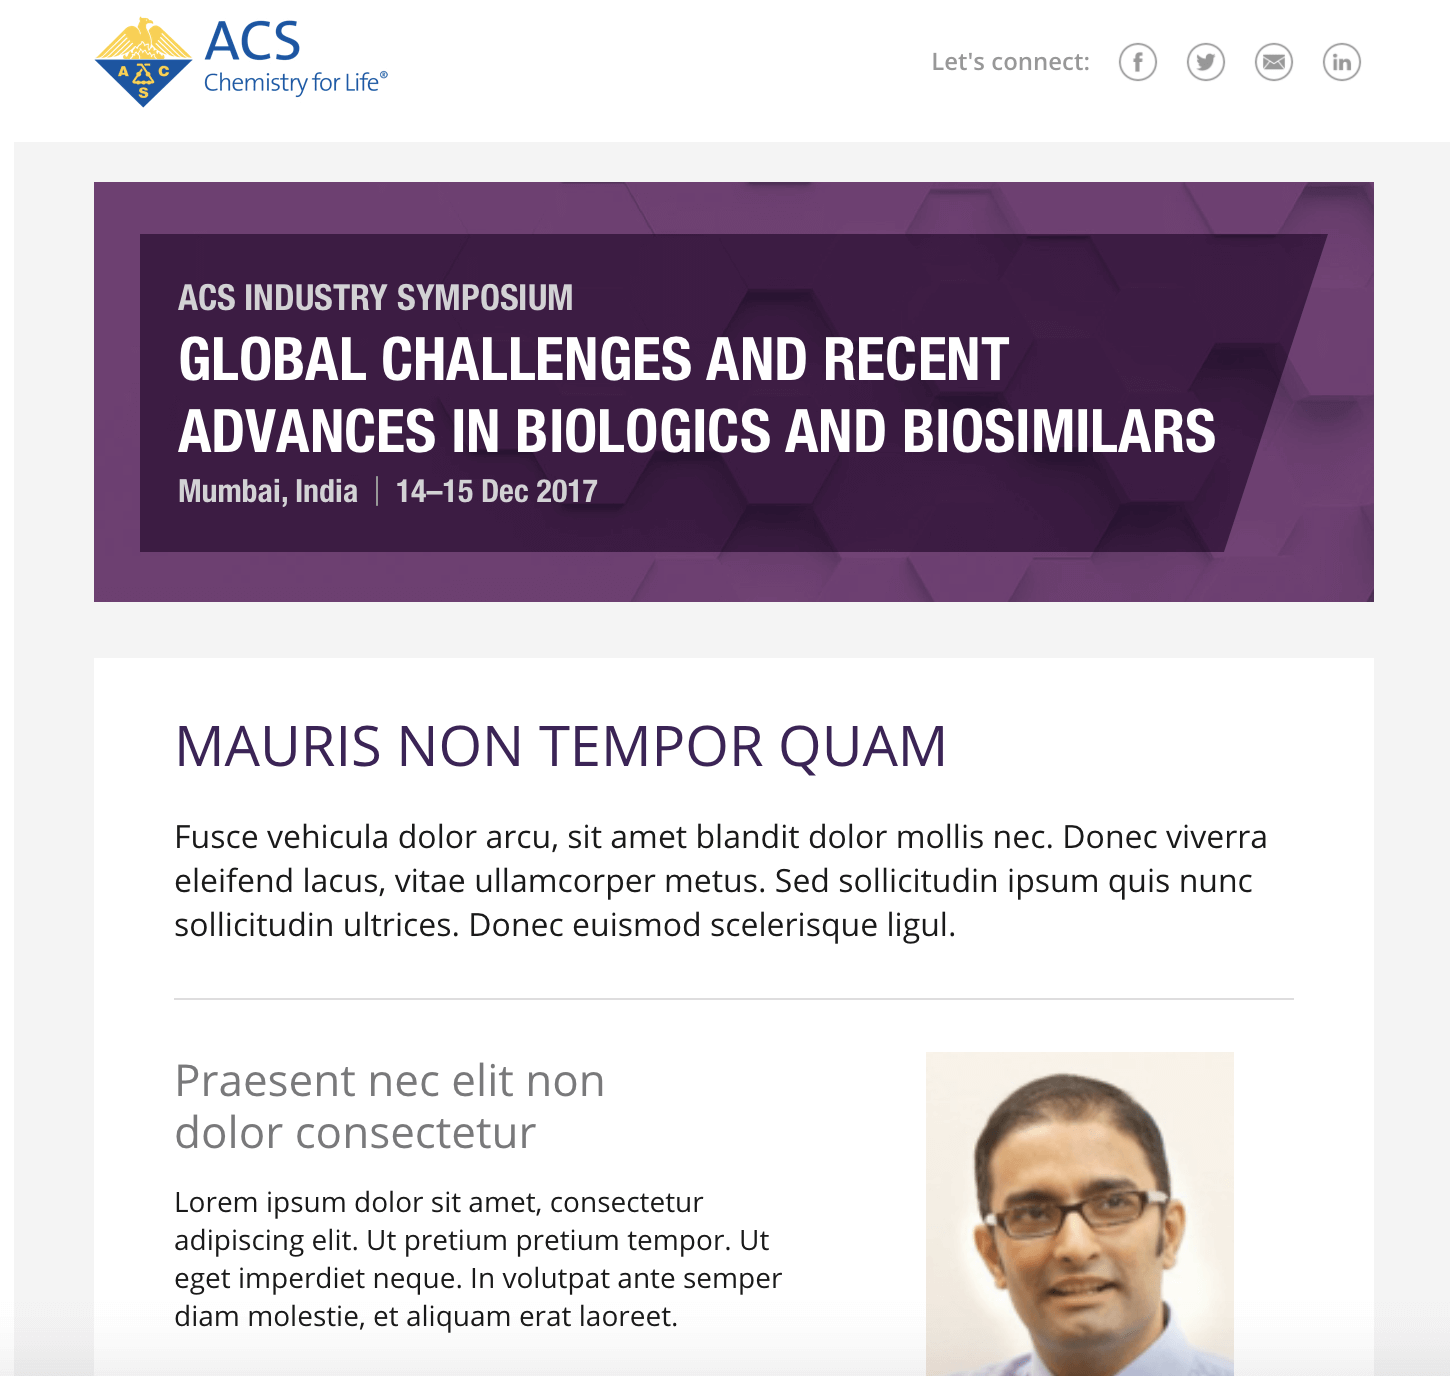 A C S
ACS
Chemistry for Life®
Let's connect:
ACS INDUSTRY SYMPOSIUM
GLOBAL CHALLENGES AND RECENT
ADVANCES IN BIOLOGICS AND BIOSIMILARS
Mumbai, India | 14–15 Dec 2017
MAURIS NON TEMPOR QUAM
Fusce vehicula dolor arcu, sit amet blandit dolor mollis nec. Donec viverra
eleifend lacus, vitae ullamcorper metus. Sed sollicitudin ipsum quis nunc
sollicitudin ultrices. Donec euismod scelerisque ligul.
Praesent nec elit non
dolor consectetur
Lorem ipsum dolor sit amet, consectetur
adipiscing elit. Ut pretium pretium tempor. Ut
eget imperdiet neque. In volutpat ante semper
diam molestie, et aliquam erat laoreet.